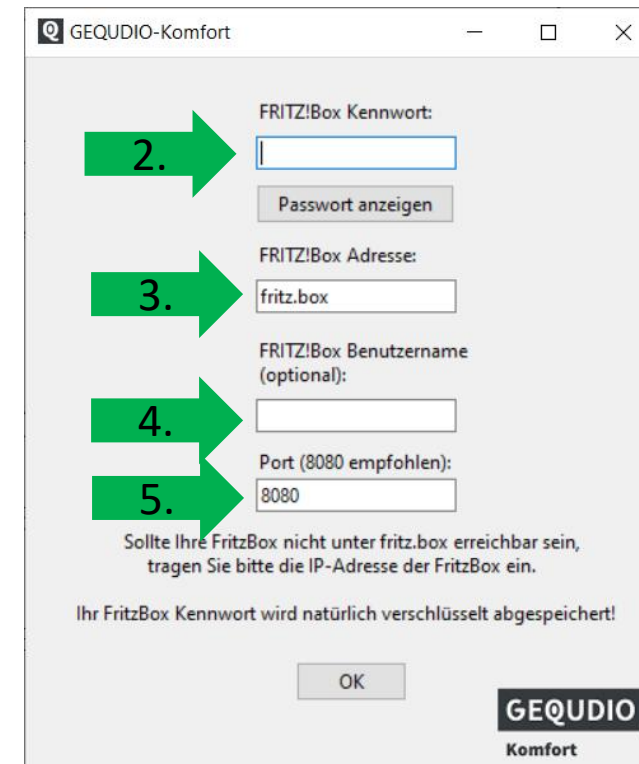 GEQUDIO-Komfort
FRITZ!Box Kennwort:
2.
Passwort anzeigen
FRITZ!Box Adresse:
3.
fritz.box
FRITZ!Box Benutzername
(optional):
4.
Port (8080 empfohlen):
5.
8080
Sollte Ihre FritzBox nicht unter fritz.box erreichbar sein,
tragen Sie bitte die IP-Adresse der FritzBox ein.
Ihr FritzBox Kennwort wird natürlich verschlüsselt abgespeichert!
OK
GEQUDIO
Komfort